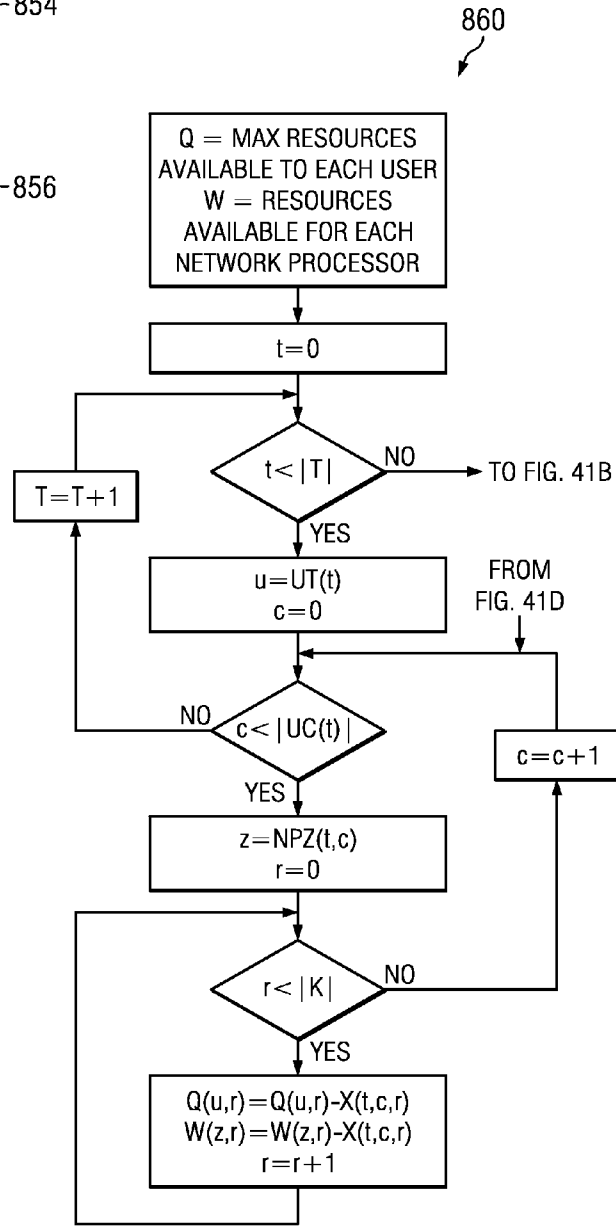 854
860
856
Q = MAX RESOURCES
AVAILABLE TO EACH USER
W = RESOURCES
AVAILABLE FOR EACH
NETWORK PROCESSOR
t=0
t<|T|
NO
TO FIG. 41B
T=T+1
YES
u=UT(t)
c=0
FROM
FIG. 41D
NO
c<|UC(t)|
c=c+1
YES
z=NPZ(t,c)
r=0
r<|K|
NO
YES
Q(u,r)=Q(u,r)-X(t,c,r)
W(z,r)=W(z,r)-X(t,c,r)
r=r+1